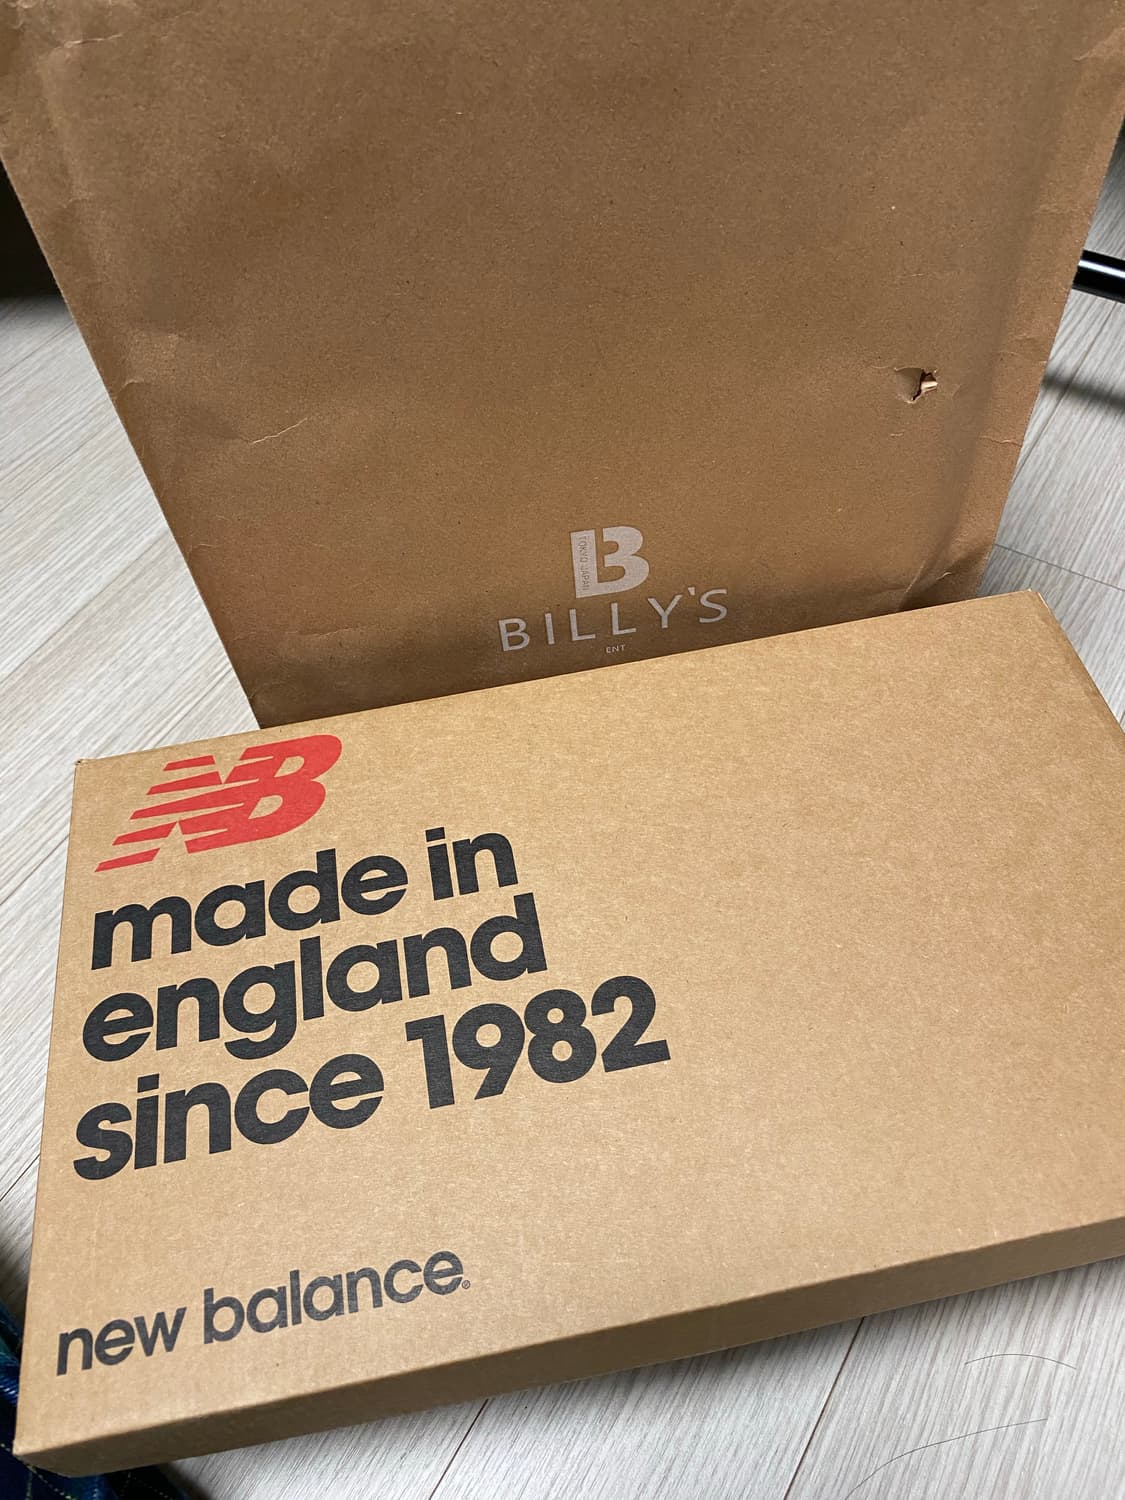 B
TOKYO JAPAN
BILLY'S
ENT
NB
made in
england
since 1982
new balance®